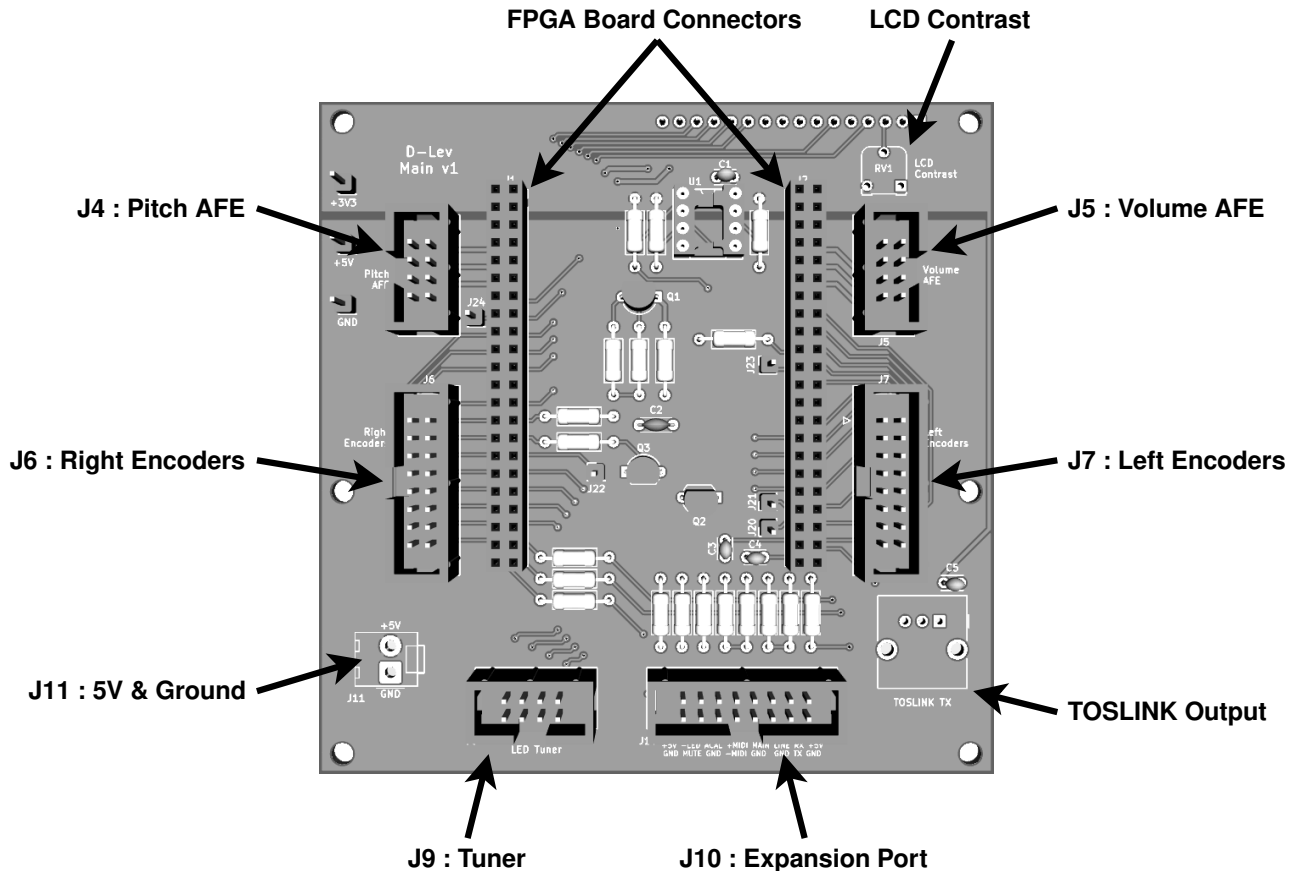 FPGA Board Connectors
LCD Contrast
D-Lev
Main v1
C1
U1
RV1
LCD
Contrast
+3V3
J4 : Pitch AFE
J5 : Volume AFE
+5V
Pitch
Volume
AFE
GND
J24
Q1
J5
J23
J6
J7
C2
Encoder
Q3
J6 : Right Encoders
J7 : Left Encoders
J22
Q2
J21
J20
C3
C4
C5
+5V
J11
GND
J11 : 5V & Ground
TOSLINK TX
TOSLINK Output
LED Tuner
+5V -LED ACAL +MIDI MAIN LINE RX +5V
GND MUTE GND -MIDI GND GND TX GND
J9 : Tuner
J10 : Expansion Port